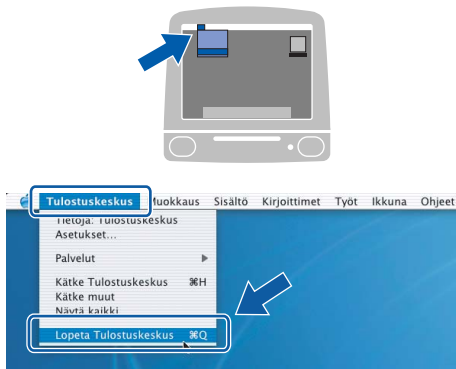 Tulostuskeskus Muokkaus Sisältö Kirjoittimet Työt Ikkuna Ohjeet
Tietoja: Tulostuskeskus
Asetukset...
Palvelut
Kätke Tulostuskeskus ⌘H
Kätke muut
Näytä kaikki
Lopeta Tulostuskeskus ⌘Q